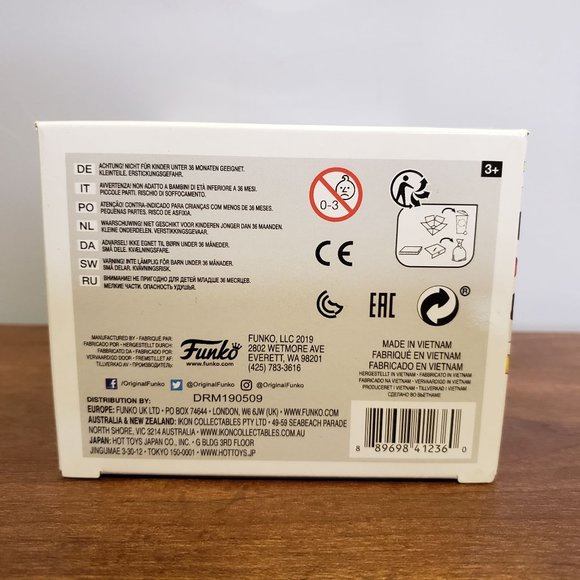 DE ACHTUNG! NICHT FÜR KINDER UNTER 36 MONATEN GEEIGNET.
KLEINTEILE. ERSTICKUNGSGEFAHR.
IT AVVERTENZA! NON ADATTO A BAMBINI DI ETÀ INFERIORE A 36 MESI.
PICCOLE PARTI. RISCHIO DI SOFFOCAMENTO.
PO ATENÇÃO! CONTRA-INDICADO PARA CRIANÇAS COM MENOS DE 36 MESES.
PEQUENAS PARTES. RISCO DE ASFIXIA.
NL WAARSCHUWING! NIET GESCHIKT VOOR KINDEREN JONGER DAN 36 MAANDEN.
KLEINE ONDERDELEN. VERSTIKKINGSGEVAAR.
DA ADVARSEL! IKKE EGNET TIL BØRN UNDER 36 MÅNEDER.
SMÅ DELE. KVÆLNINGSFARE.
SW VARNING! INTE LÄMPLIG FÖR BARN UNDER 36 MÅNADER.
SMÅ DELAR. KVÄVNINGSRISK.
RU ВНИМАНИЕ! НЕ ПРИГОДНО ДЛЯ ДЕТЕЙ МЛАДШЕ 36 МЕСЯЦЕВ.
МЕЛКИЕ ЧАСТИ. ОПАСНОСТЬ УДУШЬЯ.
0-3
3+
CE
EAC
®
MANUFACTURED BY · FABRIQUÉ PAR:
FABRICADO POR · HERGESTELLT DURCH:
FABBRICATO DA · FABRICADO POR:
VERVAARDIGD DOOR · FREMSTILLET AF:
TILLVERKAD AV · ПРОИЗВЕДЕНО:
Funko
www.funko.com
FUNKO, LLC 2019
2802 WETMORE AVE
EVERETT, WA 98201
(425) 783-3616
MADE IN VIETNAM
FABRIQUÉ EN VIETNAM
FABRICADO EN VIETNAM
HERGESTELLT IN VIETNAM · FABBRICATO IN VIETNAM
FABRICADO NA VIETNAM · VERVAARDIGD IN VIETNAM
PRODUCERET I VIETNAM · TILLVERKAD I VIETNAM
СДЕЛАНО ВО ВЬЕТНАМЕ
f /OriginalFunko @OriginalFunko @OriginalFunko
DISTRIBUTION BY: DRM190509
EUROPE: FUNKO UK LTD · PO BOX 74644 · LONDON, W6 6JW · WWW.FUNKO.COM
AUSTRALIA & NEW ZEALAND: IKON COLLECTABLES PTY LTD · 49-59 SEABEACH PARADE
NORTH SHORE, VIC 3214 AUSTRALIA · WWW.IKONCOLLECTABLES.COM.AU
JAPAN: HOT TOYS JAPAN CO., INC. · G BLDG 3RD FLOOR
JINGUMAE 3-30-12 · TOKYO 150-0001 · WWW.HOTTOYS.JP
8 89698 41236 0